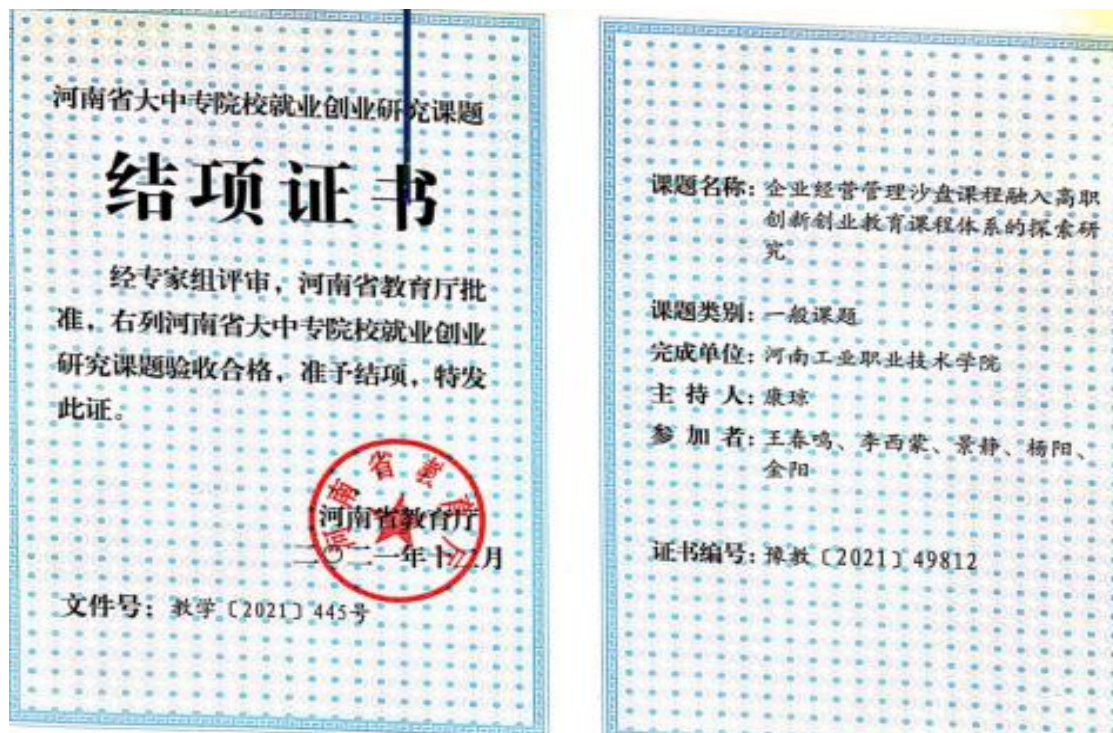 河南省大中专院校就业创业研究课题
结项证书
经专家组评审，河南省教育厅批
准，右列河南省大中专院校就业创业
研究课题验收合格，准予结项，特发
此证。
河南省教育厅
河南省教育厅
二〇二一年十二月
文件号：教学〔2021〕445号
课题名称：企业经营管理沙盘课程融入高职
创新创业教育课程体系的探索研
究
课题类别：一般课题
完成单位：河南工业职业技术学院
主 持 人：康琼
参 加 者：王春鸣、李西蒙、景静、杨阳、
金阳
证书编号：豫教〔2021〕49812